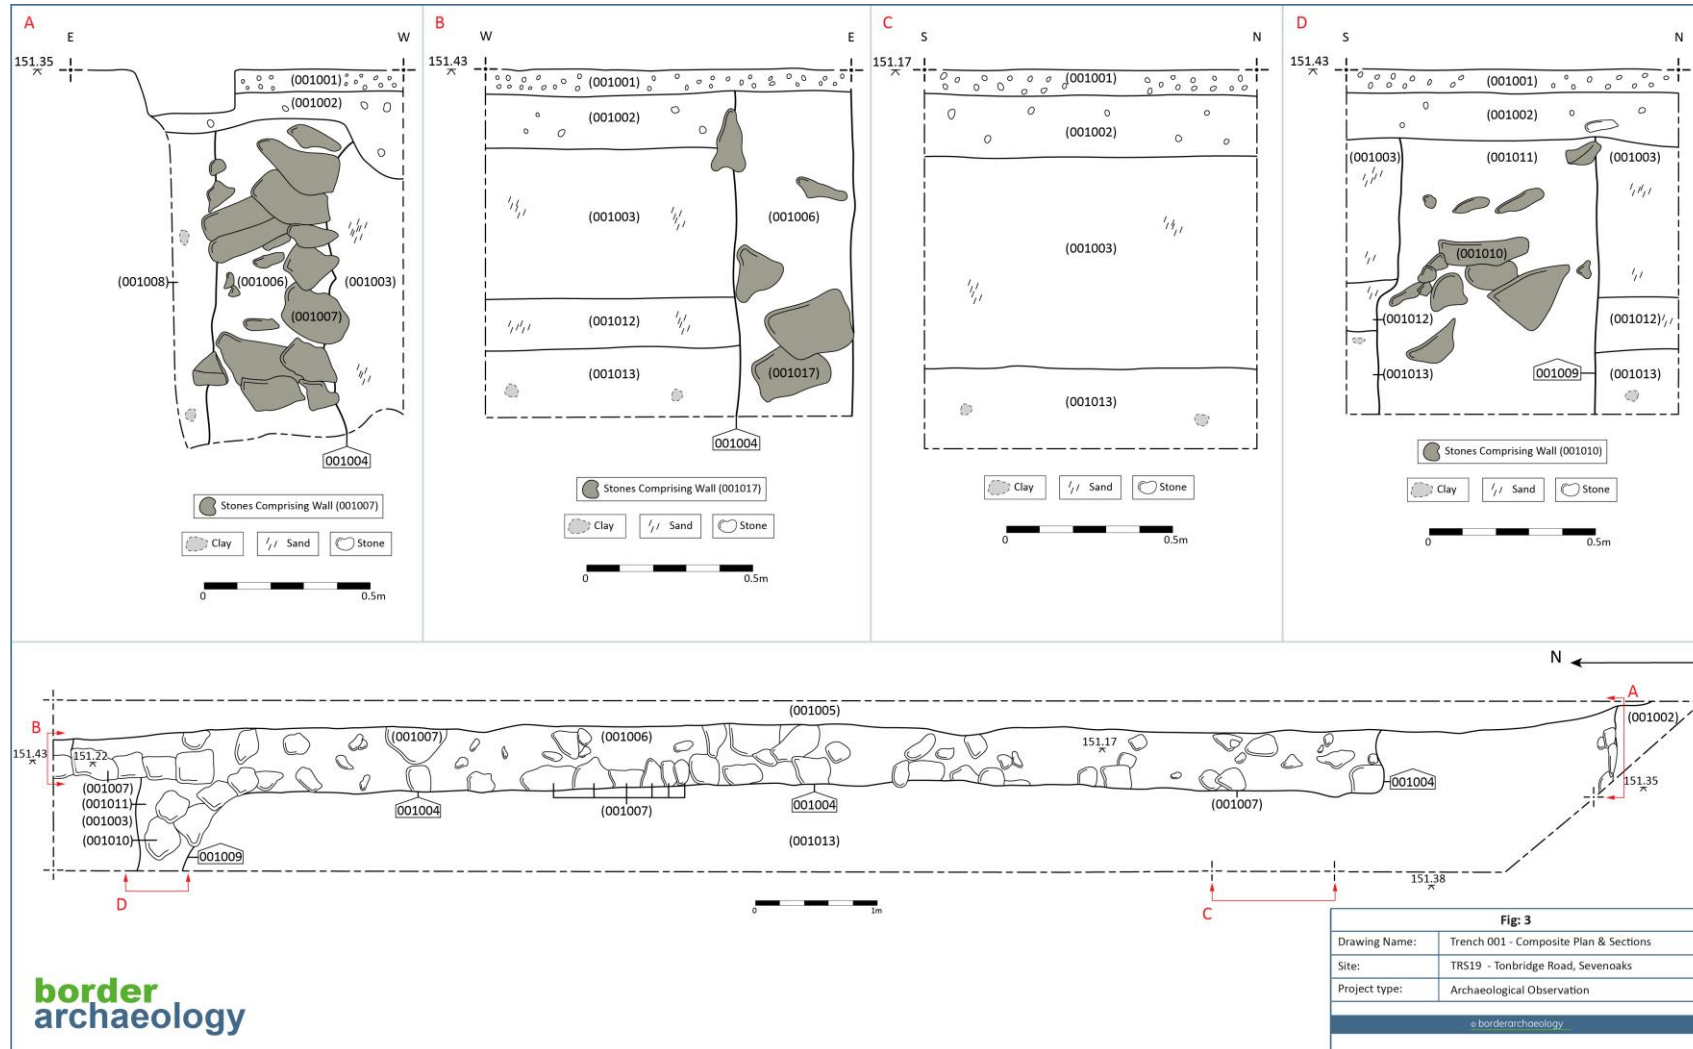 A
E
W
151.35
(001001)
(001002)
(001008)
(001006)
(001003)
(001007)
001004
Stones Comprising Wall (001007)
Clay
Sand
Stone
0
0.5m
B
W
E
151.43
(001001)
(001002)
(001003)
(001006)
(001012)
(001013)
(001017)
001004
Stones Comprising Wall (001017)
Clay
Sand
Stone
0
0.5m
C
S
N
151.17
(001001)
(001002)
(001003)
(001013)
Clay
Sand
Stone
0
0.5m
D
S
N
151.43
(001001)
(001002)
(001003)
(001011)
(001003)
(001010)
(001012)
(001012)
(001013)
001009
(001013)
Stones Comprising Wall (001010)
Clay
Sand
Stone
0
0.5m
N
A
(001005)
(001002)
B
151.43
151.22
(001007)
(001006)
151.17
151.35
(001007)
(001011)
(001003)
(001010)
001009
001004
(001007)
001004
(001007)
001004
(001013)
151.38
D
C
0
1m
Fig: 3
Drawing Name: Trench 001 - Composite Plan & Sections
Site: TRS19 - Tonbridge Road, Sevenoaks
Project type: Archaeological Observation
© borderarchaeology
border
archaeology